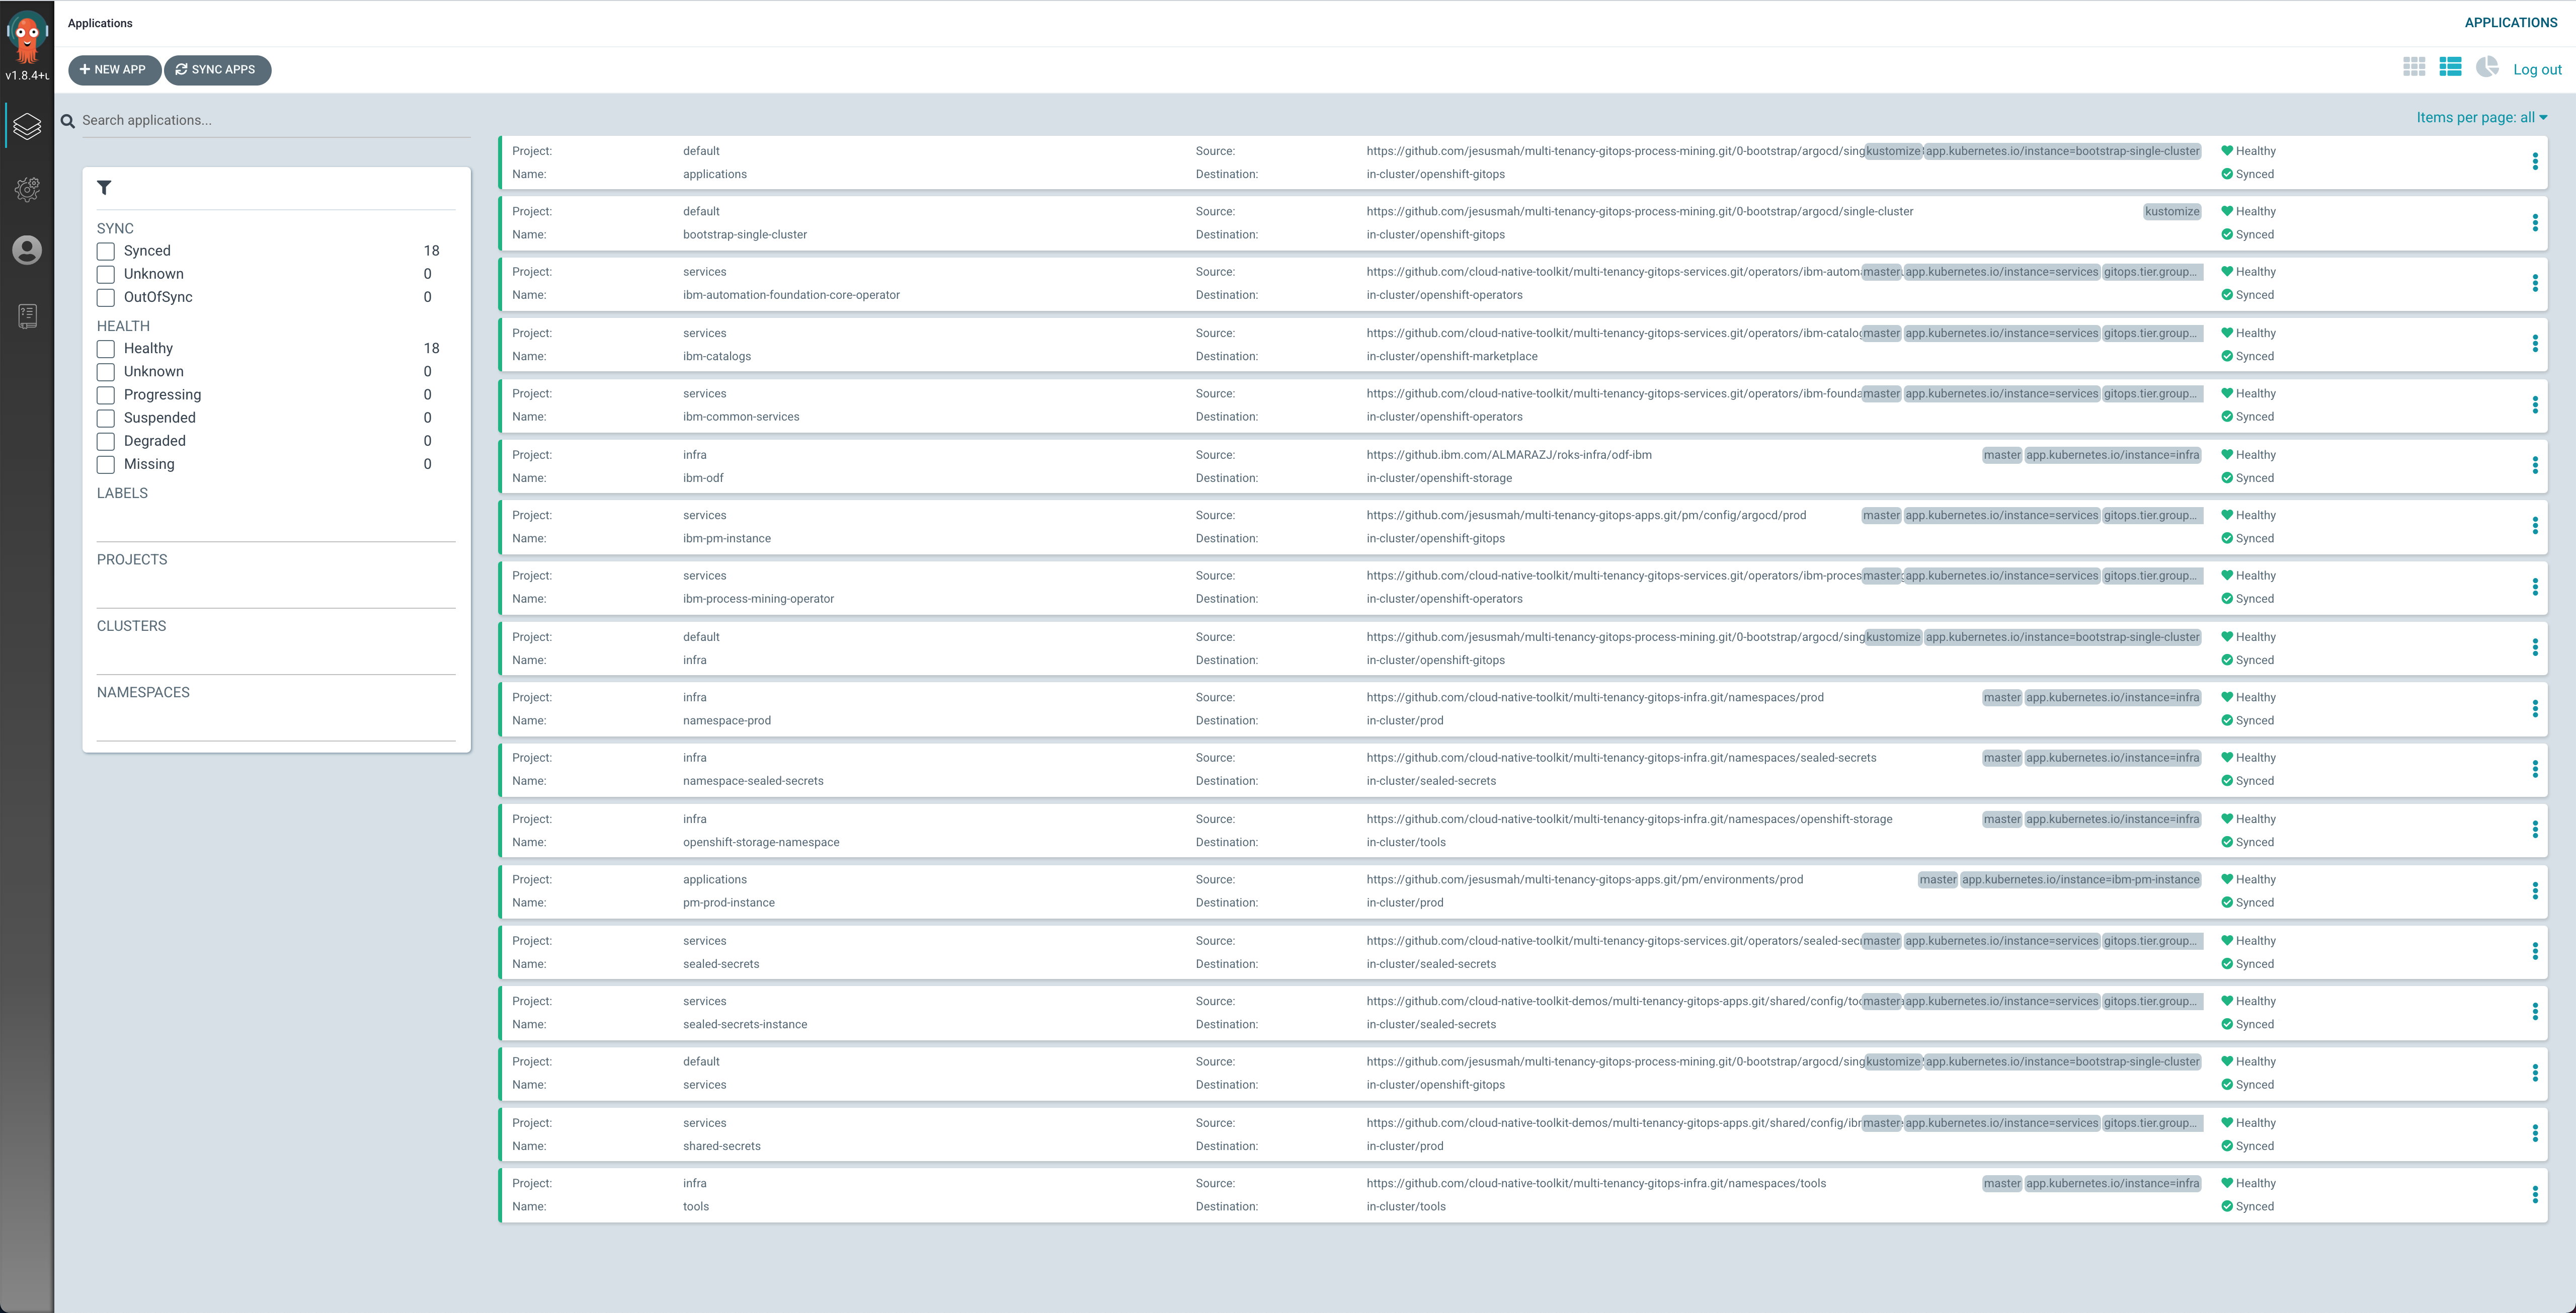 Applications
APPLICATIONS
v1.8.4+
NEW APP
SYNC APPS
Log out
Search applications...
Items per page: all
SYNC
Synced 18
Unknown 0
OutOfSync 0
HEALTH
Healthy 18
Unknown 0
Progressing 0
Suspended 0
Degraded 0
Missing 0
LABELS
PROJECTS
CLUSTERS
NAMESPACES
Project: default Source: https://github.com/jesusmah/multi-tenancy-gitops-process-mining.git/0-bootstrap/argocd/sing kustomize app.kubernetes.io/instance=bootstrap-single-cluster Healthy
Name: applications Destination: in-cluster/openshift-gitops Synced
Project: default Source: https://github.com/jesusmah/multi-tenancy-gitops-process-mining.git/0-bootstrap/argocd/single-cluster kustomize Healthy
Name: bootstrap-single-cluster Destination: in-cluster/openshift-gitops Synced
Project: services Source: https://github.com/cloud-native-toolkit/multi-tenancy-gitops-services.git/operators/ibm-autom master app.kubernetes.io/instance=services gitops.tier.group... Healthy
Name: ibm-automation-foundation-core-operator Destination: in-cluster/openshift-operators Synced
Project: services Source: https://github.com/cloud-native-toolkit/multi-tenancy-gitops-services.git/operators/ibm-catalo master app.kubernetes.io/instance=services gitops.tier.group... Healthy
Name: ibm-catalogs Destination: in-cluster/openshift-marketplace Synced
Project: services Source: https://github.com/cloud-native-toolkit/multi-tenancy-gitops-services.git/operators/ibm-founda master app.kubernetes.io/instance=services gitops.tier.group... Healthy
Name: ibm-common-services Destination: in-cluster/openshift-operators Synced
Project: infra Source: https://github.ibm.com/ALMARAZJ/roks-infra/odf-ibm master app.kubernetes.io/instance=infra Healthy
Name: ibm-odf Destination: in-cluster/openshift-storage Synced
Project: services Source: https://github.com/jesusmah/multi-tenancy-gitops-apps.git/pm/config/argocd/prod master app.kubernetes.io/instance=services gitops.tier.group... Healthy
Name: ibm-pm-instance Destination: in-cluster/openshift-gitops Synced
Project: services Source: https://github.com/cloud-native-toolkit/multi-tenancy-gitops-services.git/operators/ibm-proces master app.kubernetes.io/instance=services gitops.tier.group... Healthy
Name: ibm-process-mining-operator Destination: in-cluster/openshift-operators Synced
Project: default Source: https://github.com/jesusmah/multi-tenancy-gitops-process-mining.git/0-bootstrap/argocd/sing kustomize app.kubernetes.io/instance=bootstrap-single-cluster Healthy
Name: infra Destination: in-cluster/openshift-gitops Synced
Project: infra Source: https://github.com/cloud-native-toolkit/multi-tenancy-gitops-infra.git/namespaces/prod master app.kubernetes.io/instance=infra Healthy
Name: namespace-prod Destination: in-cluster/prod Synced
Project: infra Source: https://github.com/cloud-native-toolkit/multi-tenancy-gitops-infra.git/namespaces/sealed-secrets master app.kubernetes.io/instance=infra Healthy
Name: namespace-sealed-secrets Destination: in-cluster/sealed-secrets Synced
Project: infra Source: https://github.com/cloud-native-toolkit/multi-tenancy-gitops-infra.git/namespaces/openshift-storage master app.kubernetes.io/instance=infra Healthy
Name: openshift-storage-namespace Destination: in-cluster/tools Synced
Project: applications Source: https://github.com/jesusmah/multi-tenancy-gitops-apps.git/pm/environments/prod master app.kubernetes.io/instance=ibm-pm-instance Healthy
Name: pm-prod-instance Destination: in-cluster/prod Synced
Project: services Source: https://github.com/cloud-native-toolkit/multi-tenancy-gitops-services.git/operators/sealed-sec master app.kubernetes.io/instance=services gitops.tier.group... Healthy
Name: sealed-secrets Destination: in-cluster/sealed-secrets Synced
Project: services Source: https://github.com/cloud-native-toolkit-demos/multi-tenancy-gitops-apps.git/shared/config/to master app.kubernetes.io/instance=services gitops.tier.group... Healthy
Name: sealed-secrets-instance Destination: in-cluster/sealed-secrets Synced
Project: default Source: https://github.com/jesusmah/multi-tenancy-gitops-process-mining.git/0-bootstrap/argocd/sing kustomize app.kubernetes.io/instance=bootstrap-single-cluster Healthy
Name: services Destination: in-cluster/openshift-gitops Synced
Project: services Source: https://github.com/cloud-native-toolkit-demos/multi-tenancy-gitops-apps.git/shared/config/ib master app.kubernetes.io/instance=services gitops.tier.group... Healthy
Name: shared-secrets Destination: in-cluster/prod Synced
Project: infra Source: https://github.com/cloud-native-toolkit/multi-tenancy-gitops-infra.git/namespaces/tools master app.kubernetes.io/instance=infra Healthy
Name: tools Destination: in-cluster/tools Synced